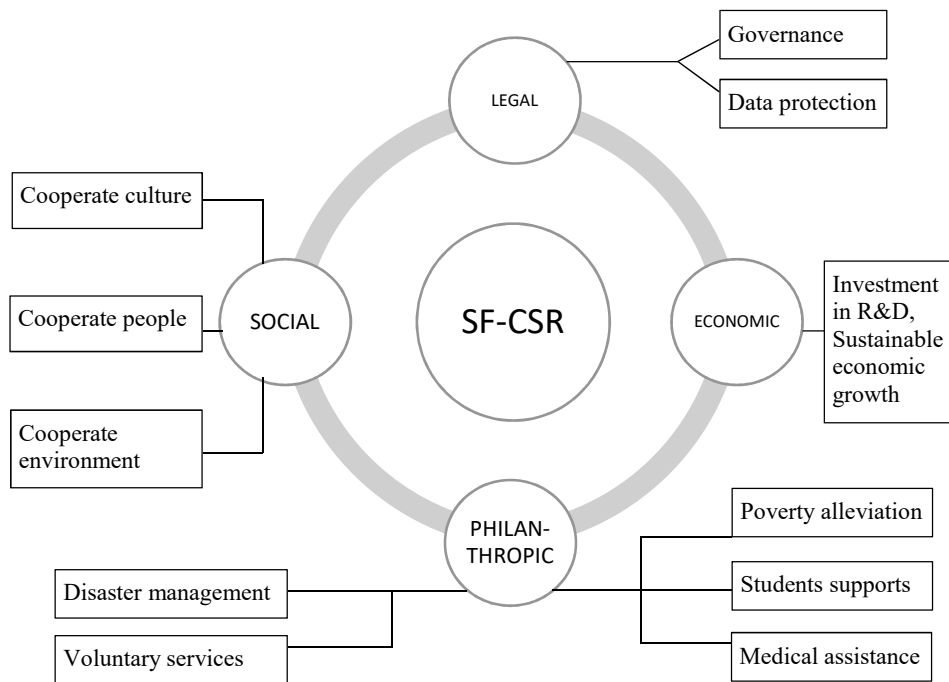 Governance
LEGAL
Data protection
Cooperate culture
Cooperate people
SOCIAL
SF-CSR
ECONOMIC
Investment
in R&D,
Sustainable
economic
growth
Cooperate
environment
PHILAN-
THROPIC
Poverty alleviation
Disaster management
Students supports
Voluntary services
Medical assistance